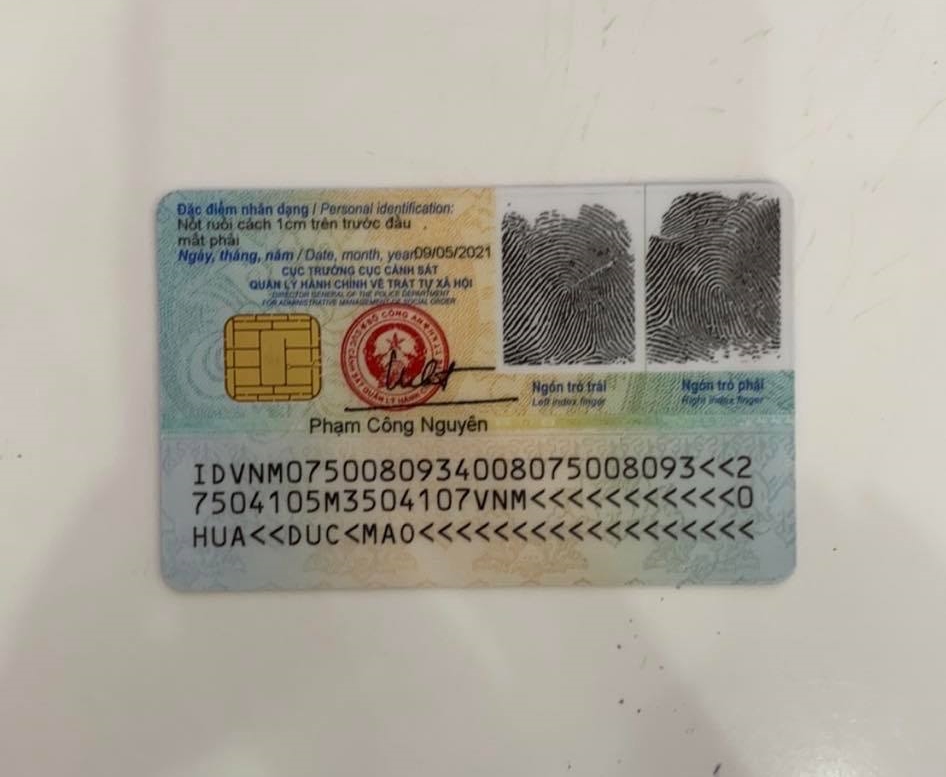 Đặc điểm nhân dạng / Personal identification:
Nốt ruồi cách 1cm trên trước đầu
mắt phải
Ngày, tháng, năm / Date, month, year09/05/2021
CỤC TRƯỞNG CỤC CẢNH SÁT
QUẢN LÝ HÀNH CHÍNH VỀ TRẬT TỰ XÃ HỘI
DIRECTOR GENERAL OF THE POLICE DEPARTMENT
FOR ADMINISTRATIVE MANAGEMENT OF SOCIAL ORDER
BỘ CÔNG AN
Ngón trỏ trái
Left index finger
Ngón trỏ phải
Right index finger
Phạm Công Nguyên
IDVNM0750080934008075008093<<2
7504105M3504107VNM<<<<<<<<<<<0
HUA<<DUC<MAO<<<<<<<<<<<<<<<<<<